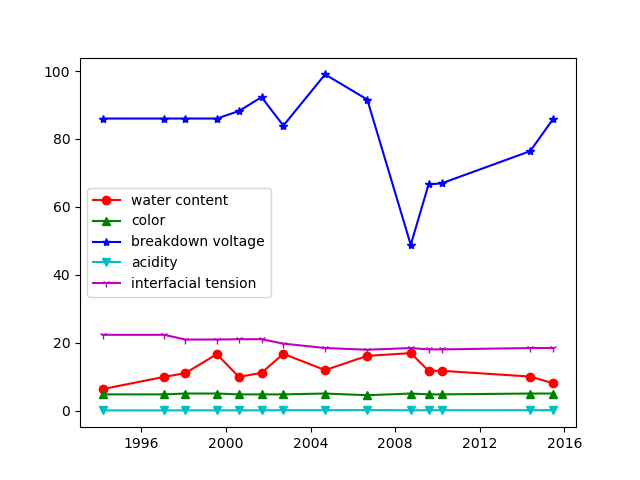 100
80
60
40
20
0
water content
color
breakdown voltage
acidity
interfacial tension
1996 2000 2004 2008 2012 2016